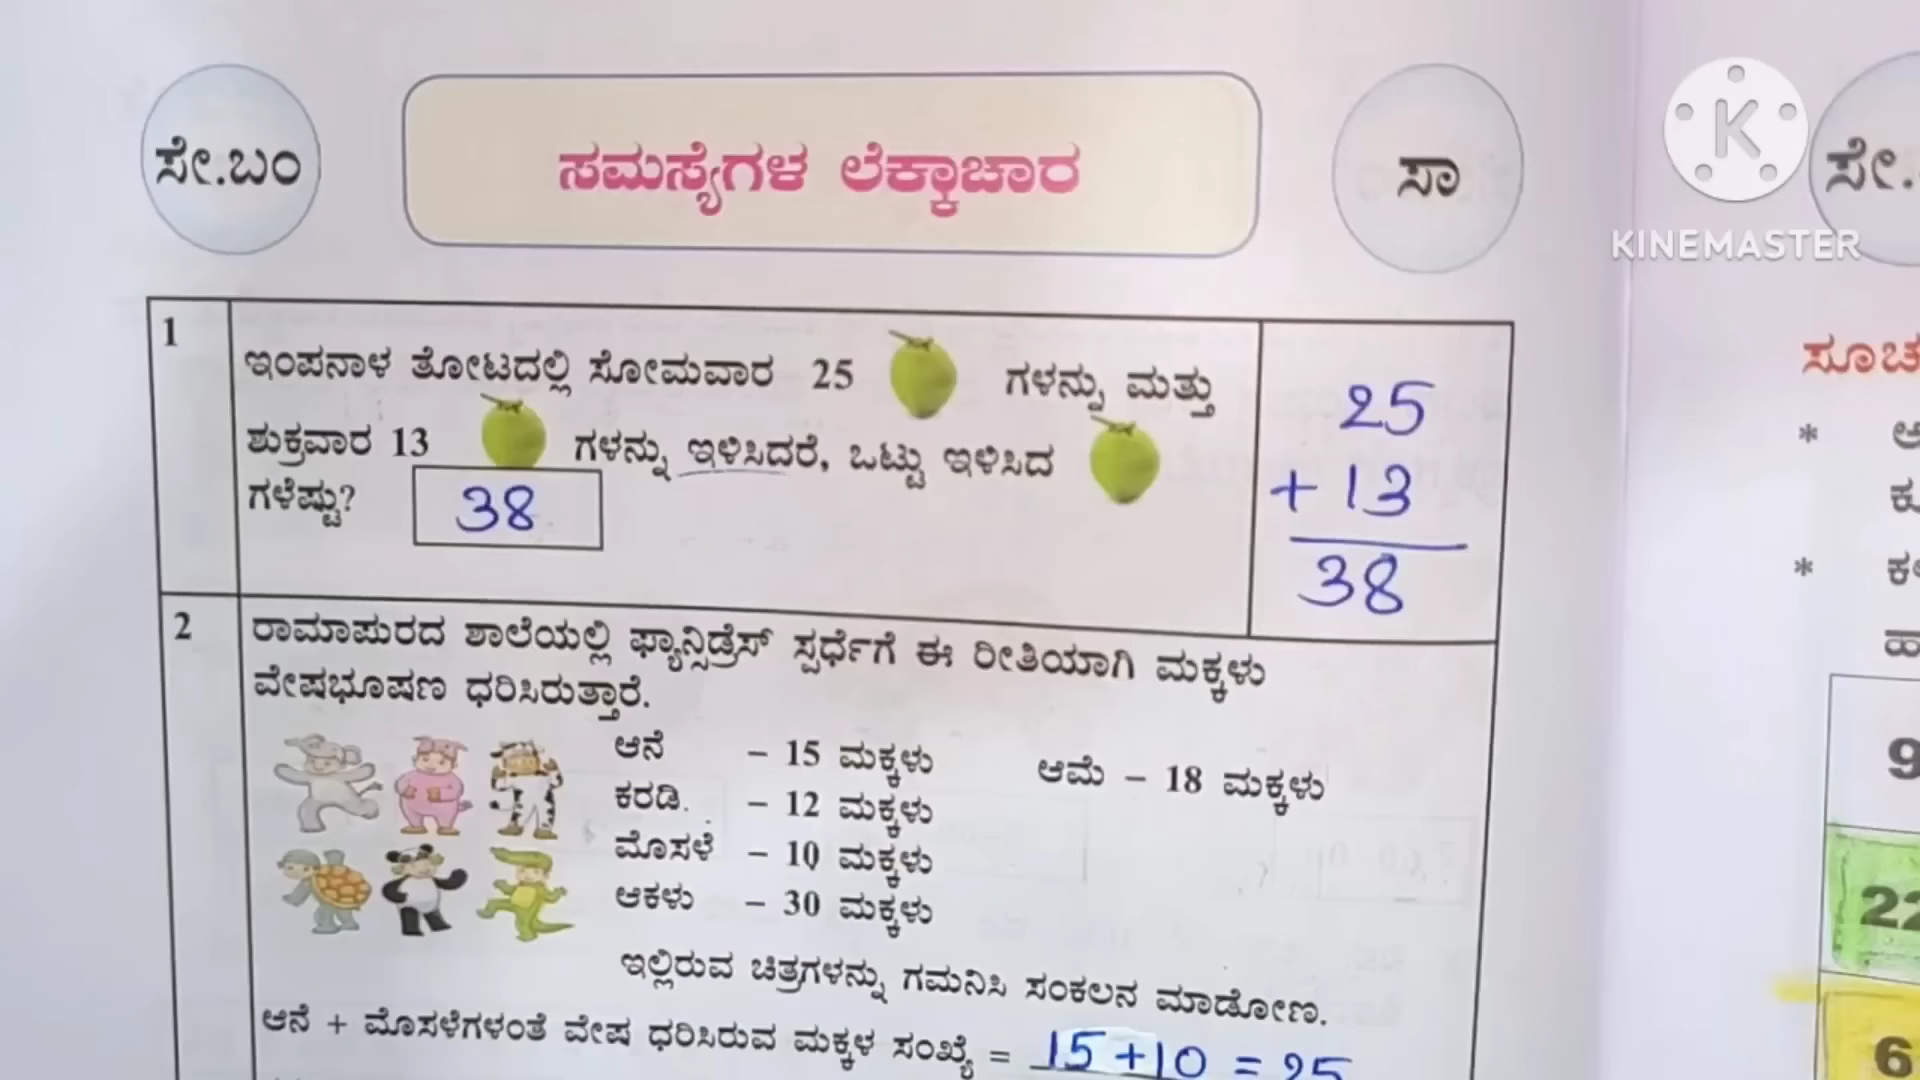 ಸೇ.ಬಂ
ಸಮಸ್ಯೆಗಳ ಲೆಕ್ಕಾಚಾರ
ಸಾ
K
KINEMASTER
ಸೇ.
1
ಇಂಪನಾಳ ತೋಟದಲ್ಲಿ ಸೋಮವಾರ 25 ಗಳನ್ನು ಮತ್ತು
ಶುಕ್ರವಾರ 13 ಗಳನ್ನು ಇಳಿಸಿದರೆ, ಒಟ್ಟು ಇಳಿಸಿದ
ಗಳೆಷ್ಟು? 38
25
+ 13
38
2
ರಾಮಾಪುರದ ಶಾಲೆಯಲ್ಲಿ ಫ್ಯಾನ್ಸಿಡ್ರೆಸ್ ಸ್ಪರ್ಧೆಗೆ ಈ ರೀತಿಯಾಗಿ ಮಕ್ಕಳು
ವೇಷಭೂಷಣ ಧರಿಸಿರುತ್ತಾರೆ.
ಆನೆ – 15 ಮಕ್ಕಳು ಆಮೆ – 18 ಮಕ್ಕಳು
ಕರಡಿ. – 12 ಮಕ್ಕಳು
ಮೊಸಳೆ – 10 ಮಕ್ಕಳು
ಆಕಳು – 30 ಮಕ್ಕಳು
ಇಲ್ಲಿರುವ ಚಿತ್ರಗಳನ್ನು ಗಮನಿಸಿ ಸಂಕಲನ ಮಾಡೋಣ.
ಆನೆ + ಮೊಸಳೆಗಳಂತೆ ವೇಷ ಧರಿಸಿರುವ ಮಕ್ಕಳ ಸಂಖ್ಯೆ = 15+10 = 25
ಸೂಚ
*
*
9
22
6